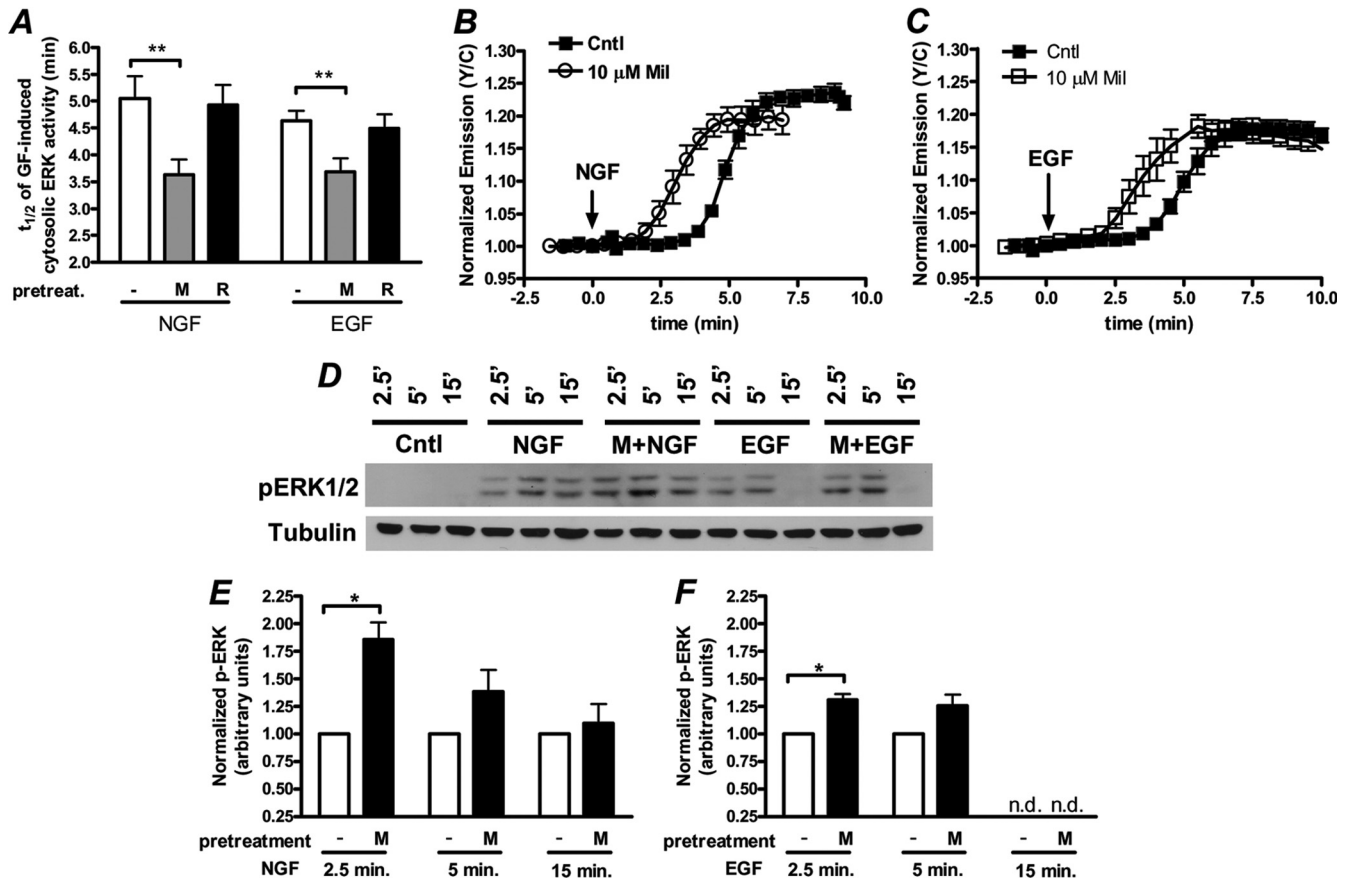 A
t1/2 of GF-induced
cytosolic ERK activity (min)
6.0
5.5
5.0
4.5
4.0
3.5
3.0
2.5
2.0
**
**
pretreat.
- M R
- M R
NGF
EGF
B
Cntl
10 µM Mil
Normalized Emission (Y/C)
1.30
1.25
1.20
1.15
1.10
1.05
1.00
0.95
NGF
-2.5 0.0 2.5 5.0 7.5 10.0
time (min)
C
Cntl
10 µM Mil
Normalized Emission (Y/C)
1.30
1.25
1.20
1.15
1.10
1.05
1.00
0.95
EGF
-2.5 0.0 2.5 5.0 7.5 10.0
time (min)
D
2.5' 5' 15' 2.5' 5' 15' 2.5' 5' 15' 2.5' 5' 15' 2.5' 5' 15'
Cntl NGF M+NGF EGF M+EGF
pERK1/2
Tubulin
E
Normalized p-ERK
(arbitrary units)
2.25
2.00
1.75
1.50
1.25
1.00
0.75
0.50
0.25
*
pretreatment - M - M - M
NGF 2.5 min. 5 min. 15 min.
F
Normalized p-ERK
(arbitrary units)
2.25
2.00
1.75
1.50
1.25
1.00
0.75
0.50
0.25
*
n.d. n.d.
pretreatment - M - M - M
EGF 2.5 min. 5 min. 15 min.